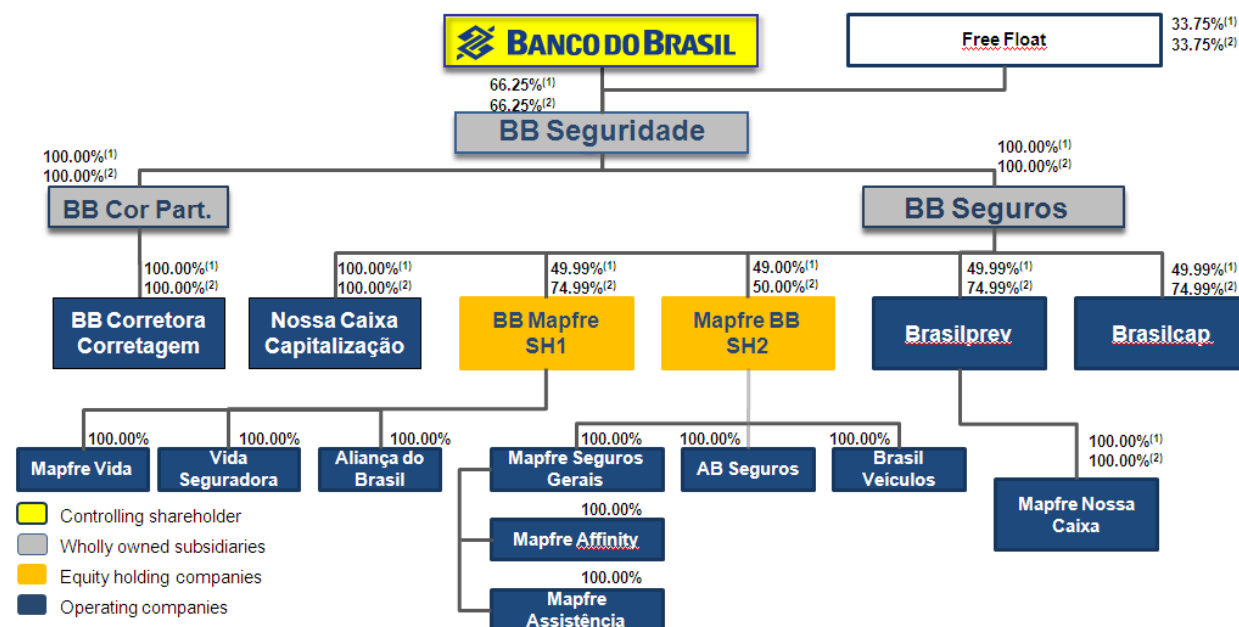 BANCO DO BRASIL
Free Float
33.75%(1)
33.75%(2)
66.25%(1)
66.25%(2)
BB Seguridade
100.00%(1)
100.00%(2)
100.00%(1)
100.00%(2)
BB Cor Part.
BB Seguros
100.00%(1)
100.00%(2)
100.00%(1)
100.00%(2)
49.99%(1)
74.99%(2)
49.00%(1)
50.00%(2)
49.99%(1)
74.99%(2)
49.99%(1)
74.99%(2)
BB Corretora
Corretagem
Nossa Caixa
Capitalização
BB Mapfre
SH1
Mapfre BB
SH2
Brasilprev
Brasilcap
100.00%
100.00%
100.00%
100.00%
100.00%
100.00%
100.00%(1)
100.00%(2)
Mapfre Vida
Vida
Seguradora
Aliança do
Brasil
Mapfre Seguros
Gerais
AB Seguros
Brasil
Veículos
Mapfre Nossa
Caixa
100.00%
Mapfre Affinity
100.00%
Mapfre
Assistência
Controlling shareholder
Wholly owned subsidiaries
Equity holding companies
Operating companies